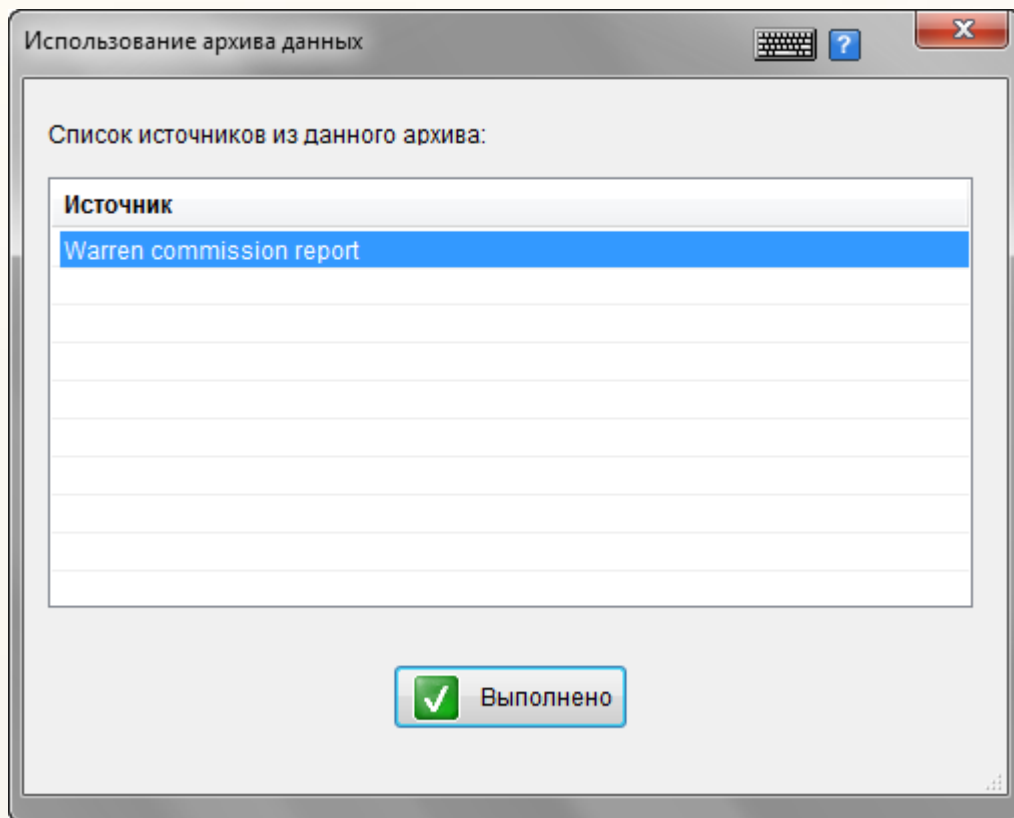 Использование архива данных
?
Список источников из данного архива:
Источник
Warren commission report
Выполнено